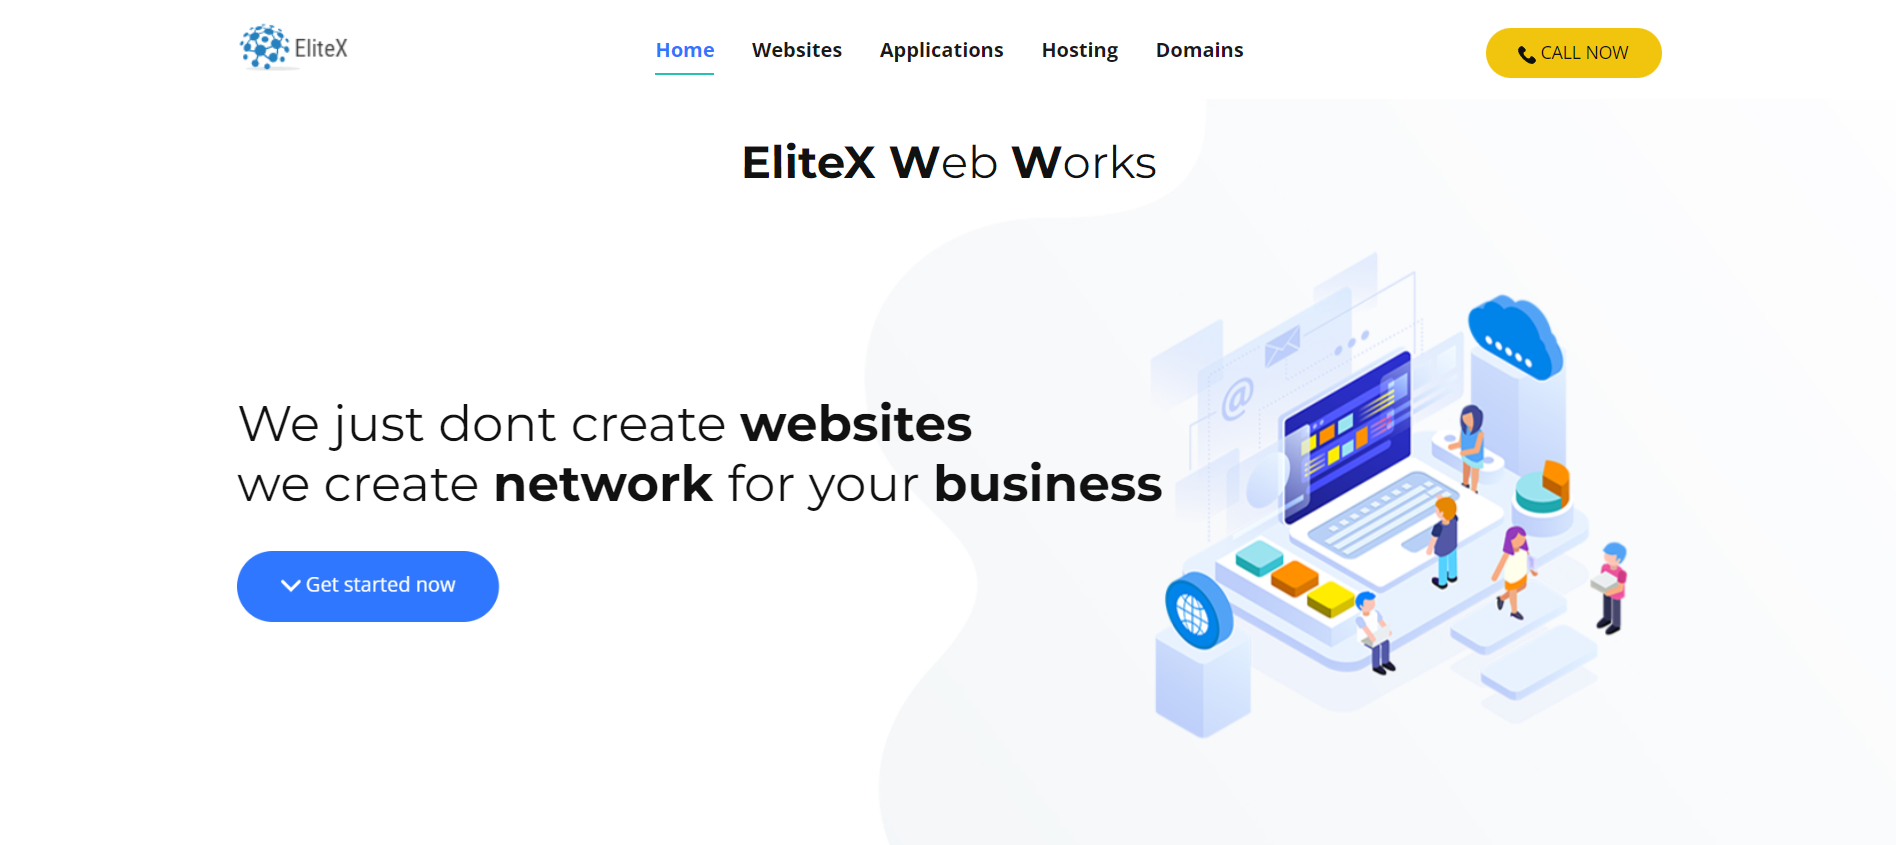 EliteX
Home Websites Applications Hosting Domains
CALL NOW
EliteX Web Works
We just dont create websites
we create network for your business
Get started now
@